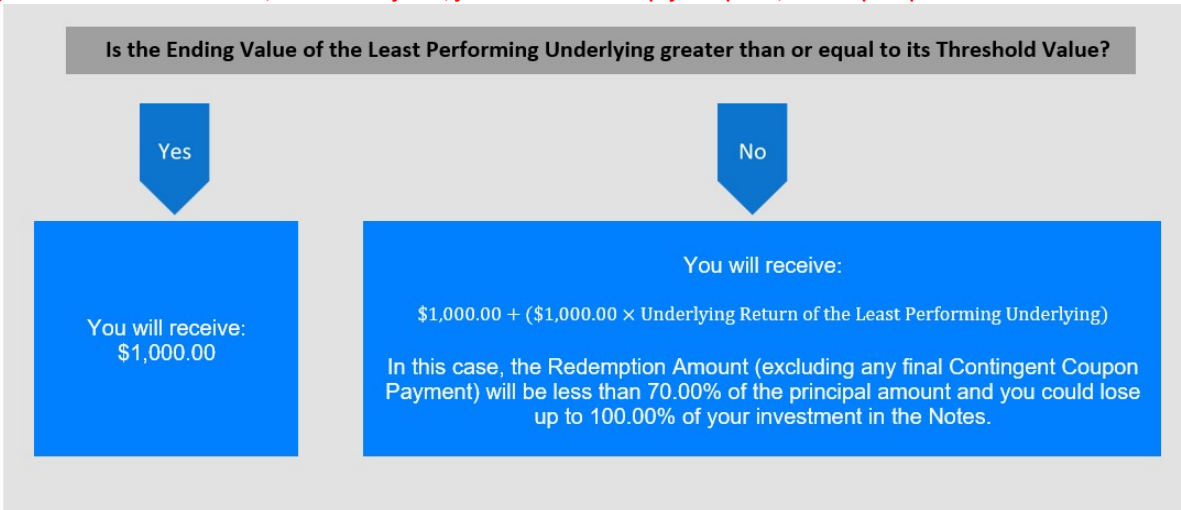 Is the Ending Value of the Least Performing Underlying greater than or equal to its Threshold Value?
Yes
No
You will receive:
$1,000.00
You will receive:
$1,000.00 + ($1,000.00 × Underlying Return of the Least Performing Underlying)
In this case, the Redemption Amount (excluding any final Contingent Coupon
Payment) will be less than 70.00% of the principal amount and you could lose
up to 100.00% of your investment in the Notes.